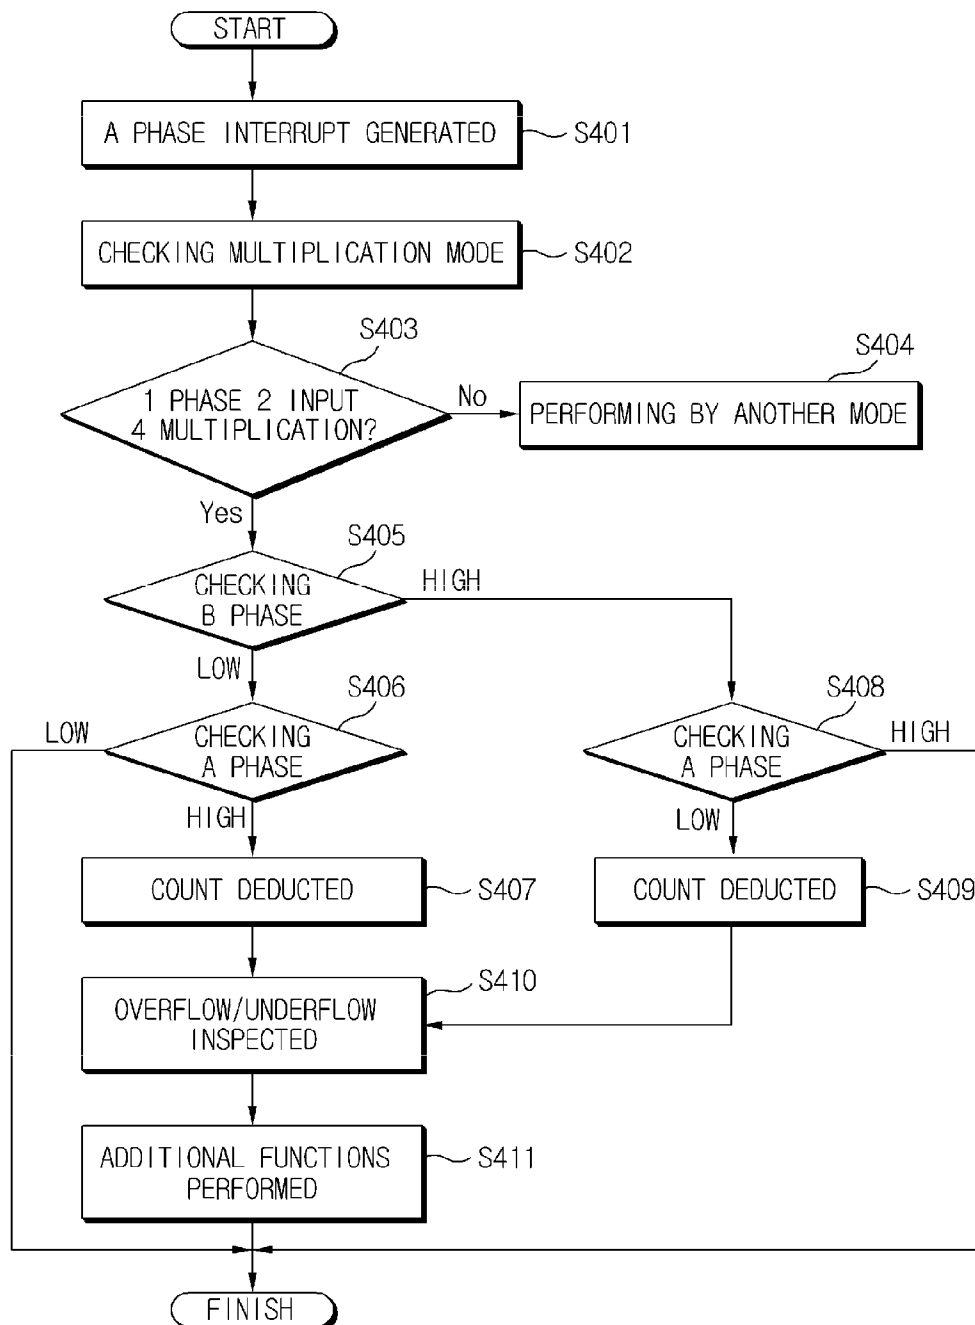 START
A PHASE INTERRUPT GENERATED
S401
CHECKING MULTIPLICATION MODE
S402
S403
1 PHASE 2 INPUT
4 MULTIPLICATION?
No
S404
PERFORMING BY ANOTHER MODE
Yes
S405
CHECKING
B PHASE
HIGH
LOW
S406
LOW
CHECKING
A PHASE
HIGH
S408
CHECKING
A PHASE
HIGH
LOW
COUNT DEDUCTED
S407
COUNT DEDUCTED
S409
OVERFLOW/UNDERFLOW
INSPECTED
S410
ADDITIONAL FUNCTIONS
PERFORMED
S411
FINISH